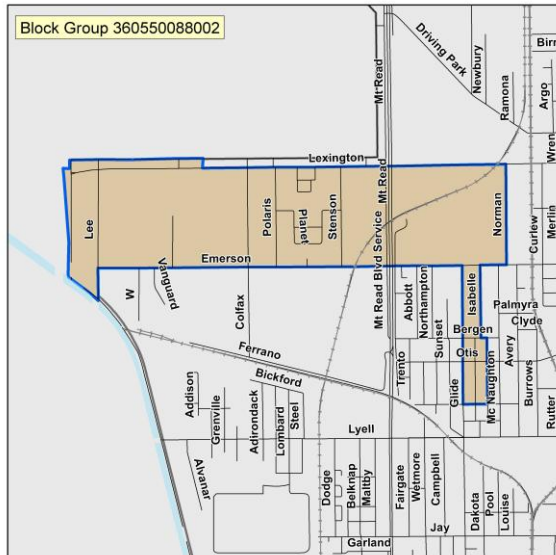 Block Group 360550088002
Driving Park
Newbury
Ramona
Birr
Argo
Mt Read
Wren
Lexington
Mt Read
Lee
Polaris
Planet
Stenson
Norman
Curlew
Merlin
Emerson
Vanguard
W
Colfax
Mt Read Blvd Service
Abbott
Northampton
Isabelle
Palmyra
Clyde
Sunset
Bergen
Avery
Ferrano
Otis
Trento
Burrows
Bickford
Glide
Mc Naughton
Rutter
Addison
Grenville
Adirondack
Lombard
Steel
Lyell
Alvanar
Dodge
Belknap
Maltby
Fairgate
Wetmore
Campbell
Dakota
Pool
Louise
Jay
Garland